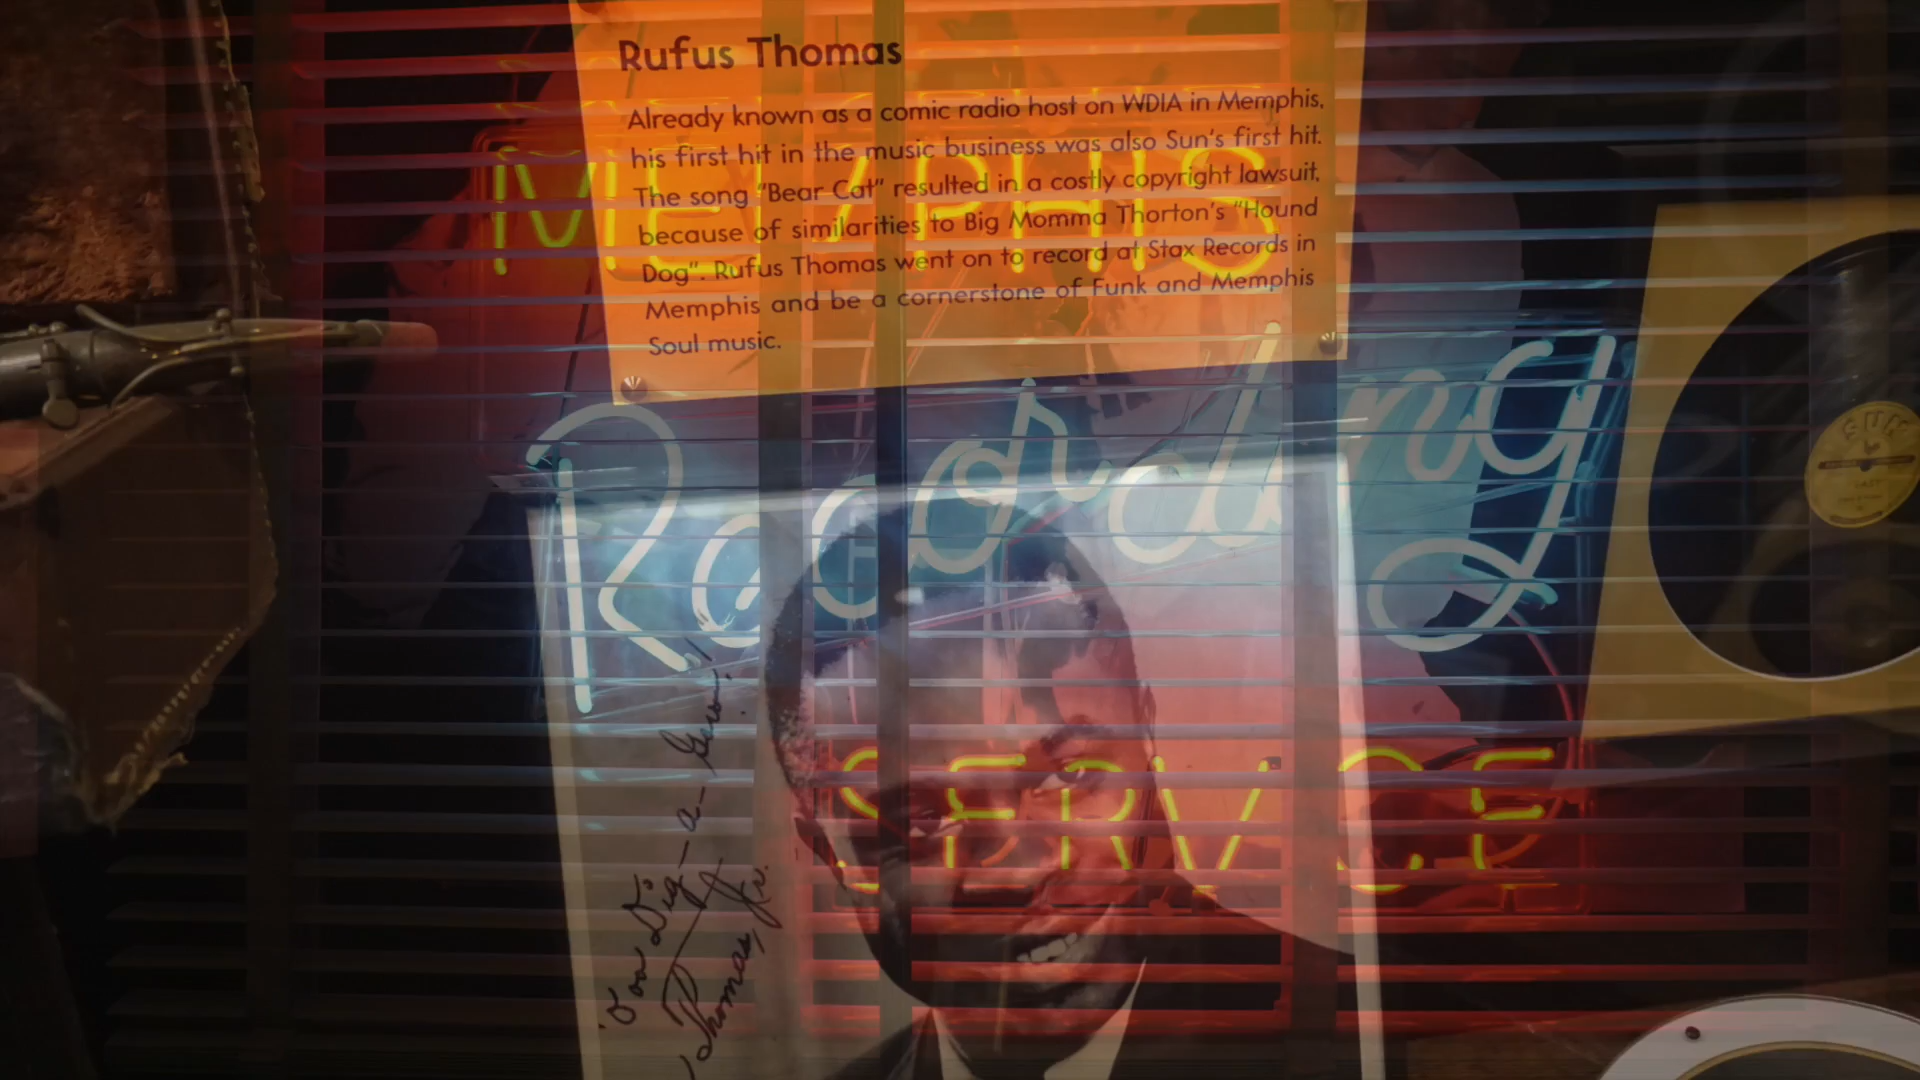 Rufus Thomas
Already known as a comic radio host on WDIA in Memphis,
his first hit in the music business was also Sun's first hit.
The song "Bear Cat" resulted in a costly copyright lawsuit,
because of similarities to Big Momma Thorton's "Hound
Dog". Rufus Thomas went on to record at Stax Records in
Memphis and be a cornerstone of Funk and Memphis
Soul music.
MEMPHIS
Recording
SERVICE
SUN
Thomas, Jr.